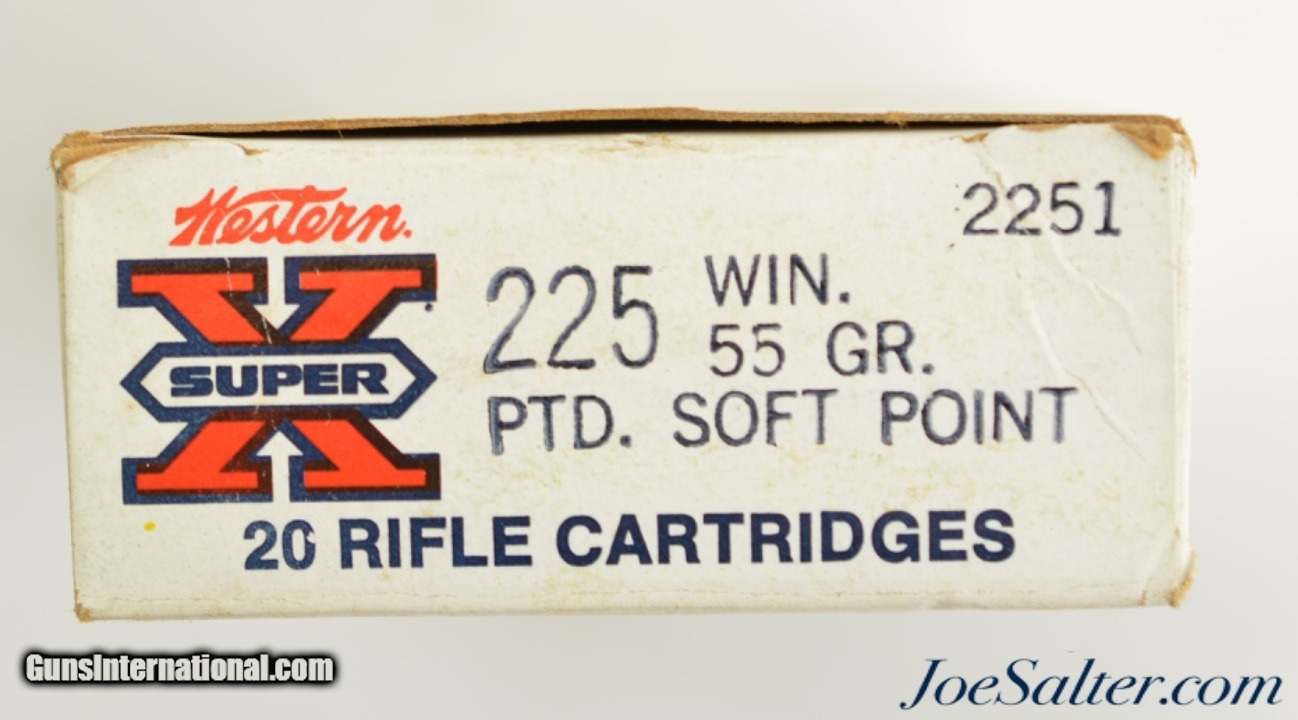 Western.
2251
SUPER X
225 WIN.
55 GR.
PTD. SOFT POINT
20 RIFLE CARTRIDGES
GunsInternational.com
JoeSalter.com